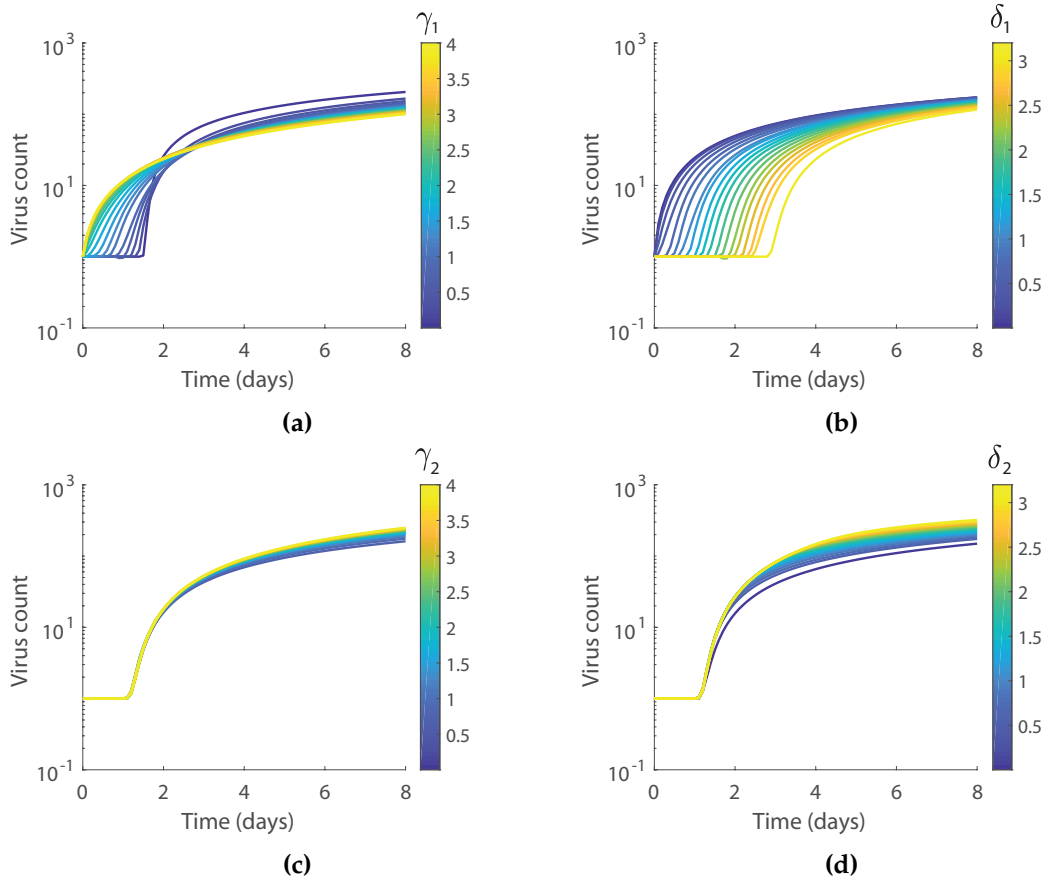 γ₁
10³
10¹
10⁻¹
Virus count
0 2 4 6 8
Time (days)
4
3.5
3
2.5
2
1.5
1
0.5
(a)
δ₁
10³
10¹
10⁻¹
Virus count
0 2 4 6 8
Time (days)
3
2.5
2
1.5
1
0.5
(b)
γ₂
10³
10¹
10⁻¹
Virus count
0 2 4 6 8
Time (days)
4
3.5
3
2.5
2
1.5
1
0.5
(c)
δ₂
10³
10¹
10⁻¹
Virus count
0 2 4 6 8
Time (days)
3
2.5
2
1.5
1
0.5
(d)